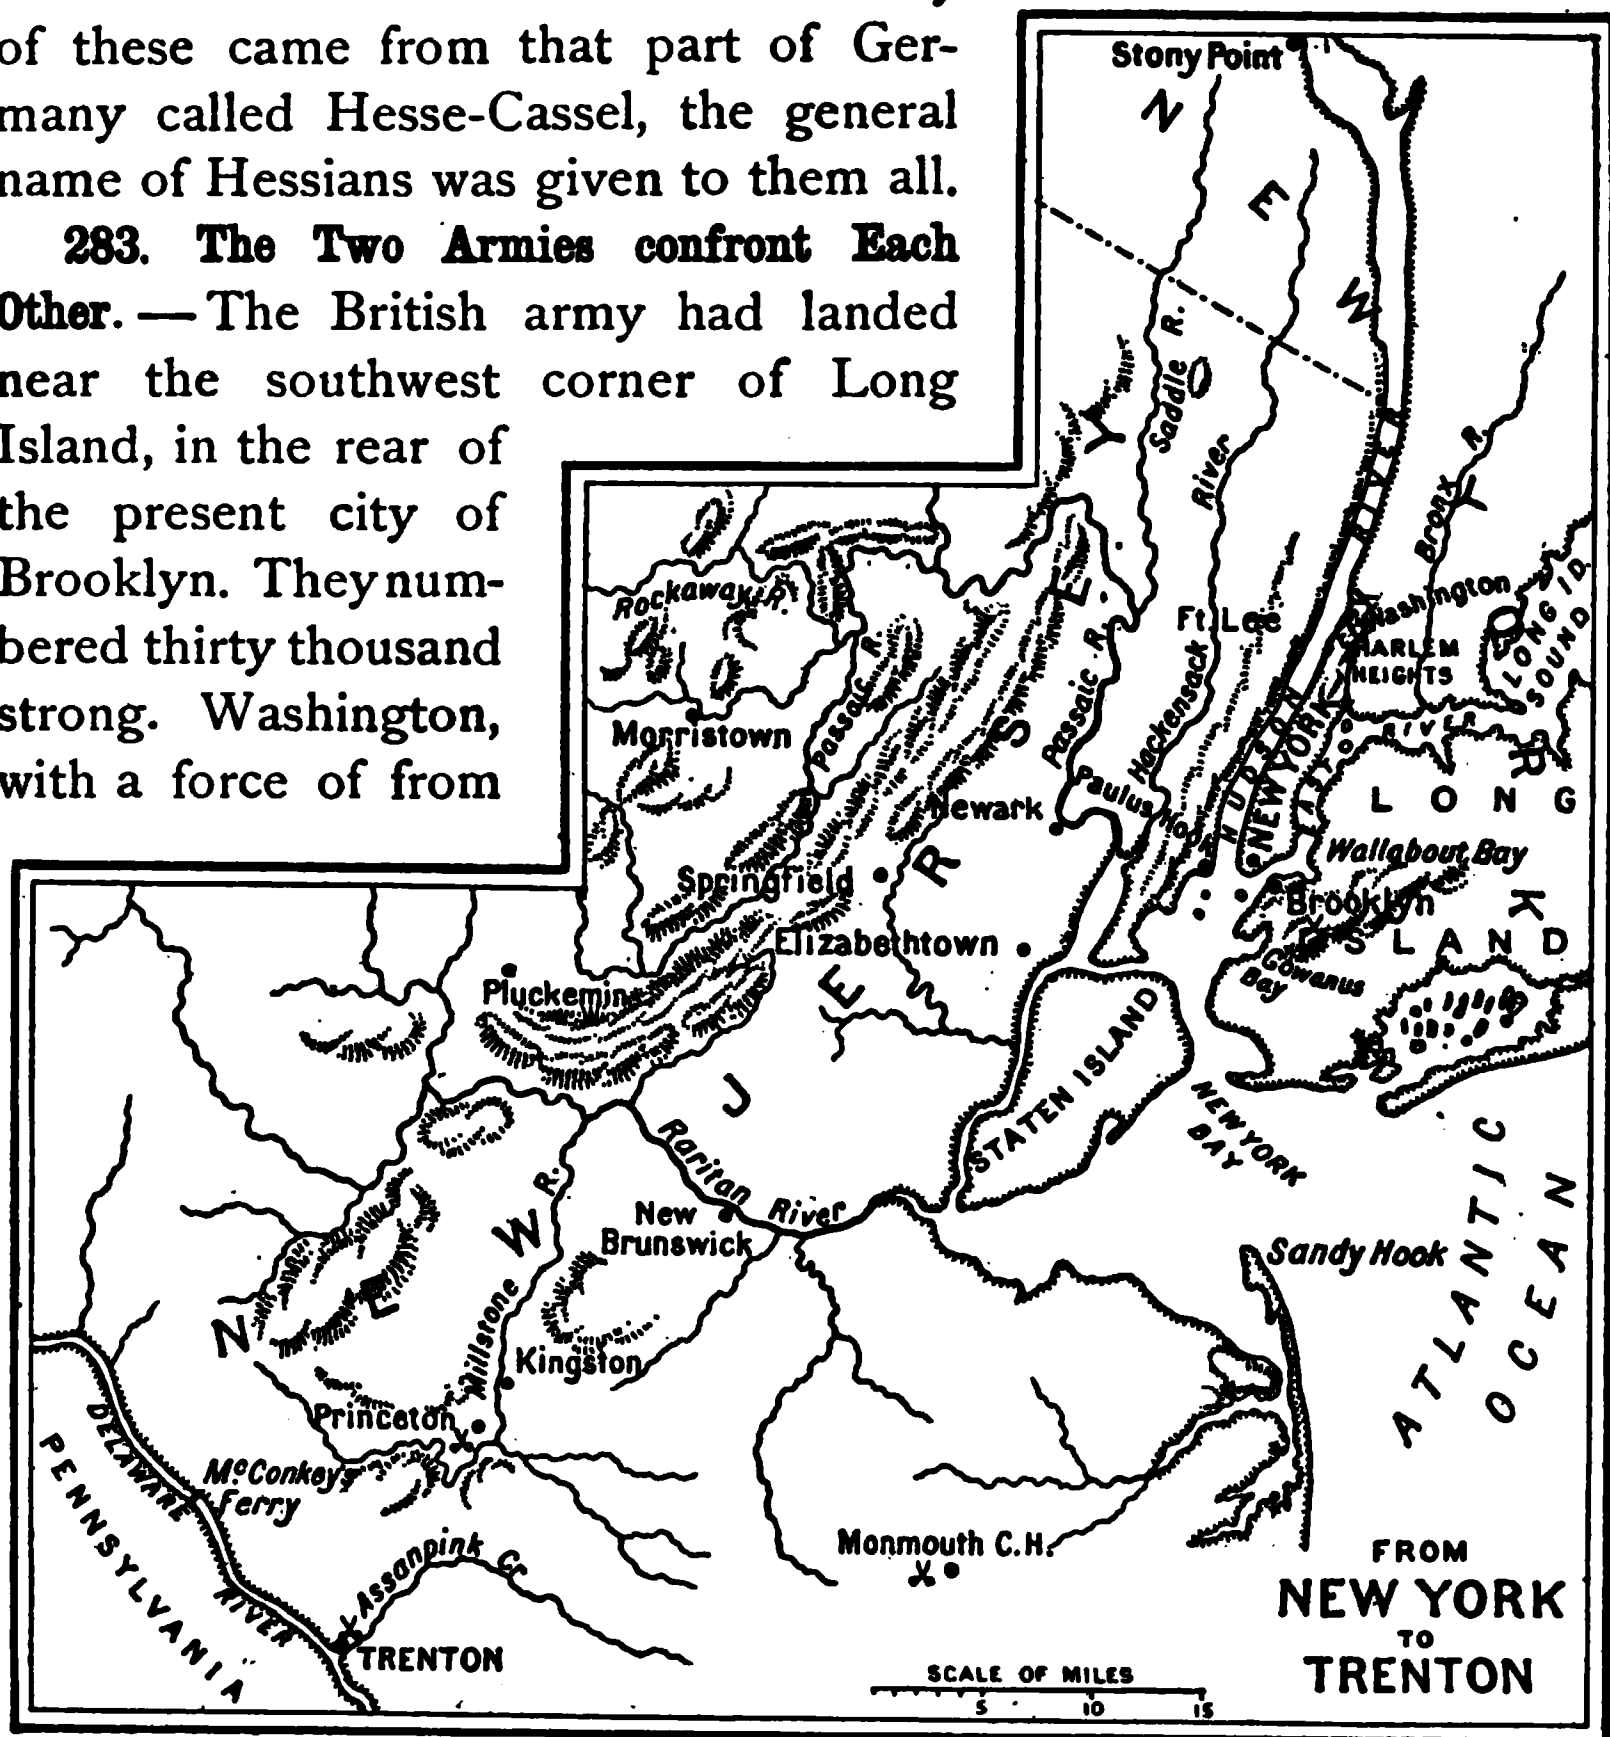 of these came from that part of Ger-
many called Hesse-Cassel, the general
name of Hessians was given to them all.
283. The Two Armies confront Each
Other. — The British army had landed
near the southwest corner of Long
Island, in the rear of
the present city of
Brooklyn. They num-
bered thirty thousand
strong. Washington,
with a force of from
Stony Point
NEW YORK
Saddle R.
River
Hackensack
HUDSON
RIVER
Bronx R.
Ft. Lee
Washington
HARLEM
HEIGHTS
LONG ID.
SOUND
Rockaway R.
Passaic R.
Passaic R.
Morristown
Newark
Paulus Hook
NEW YORK
EAST
RIVER
LONG
ISLAND
Wallabout Bay
Brooklyn
Gowanus
Bay
Springfield
Elizabethtown
Pluckemin
NEW JERSEY
STATEN ISLAND
NEW YORK
BAY
Raritan River
New
Brunswick
Millstone R.
Kingston
Princeton
Sandy Hook
ATLANTIC
OCEAN
McConkey's
Ferry
DELAWARE
RIVER
PENNSYLVANIA
Assanpink Cr.
TRENTON
Monmouth C.H.
FROM
NEW YORK
TO
TRENTON
SCALE OF MILES
5 10 15